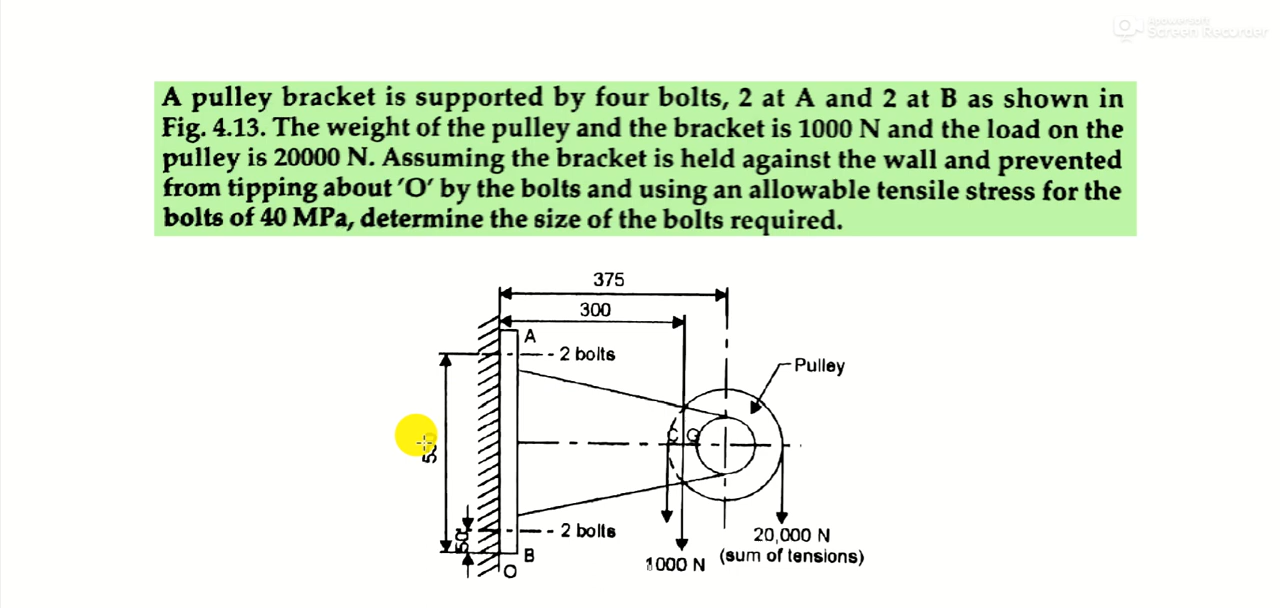 Apowersoft
Screen Recorder
A pulley bracket is supported by four bolts, 2 at A and 2 at B as shown in
Fig. 4.13. The weight of the pulley and the bracket is 1000 N and the load on the
pulley is 20000 N. Assuming the bracket is held against the wall and prevented
from tipping about 'O' by the bolts and using an allowable tensile stress for the
bolts of 40 MPa, determine the size of the bolts required.
375
300
A
2 bolts
Pulley
C G
50
2 bolts
B
O
1000 N
20,000 N
(sum of tensions)